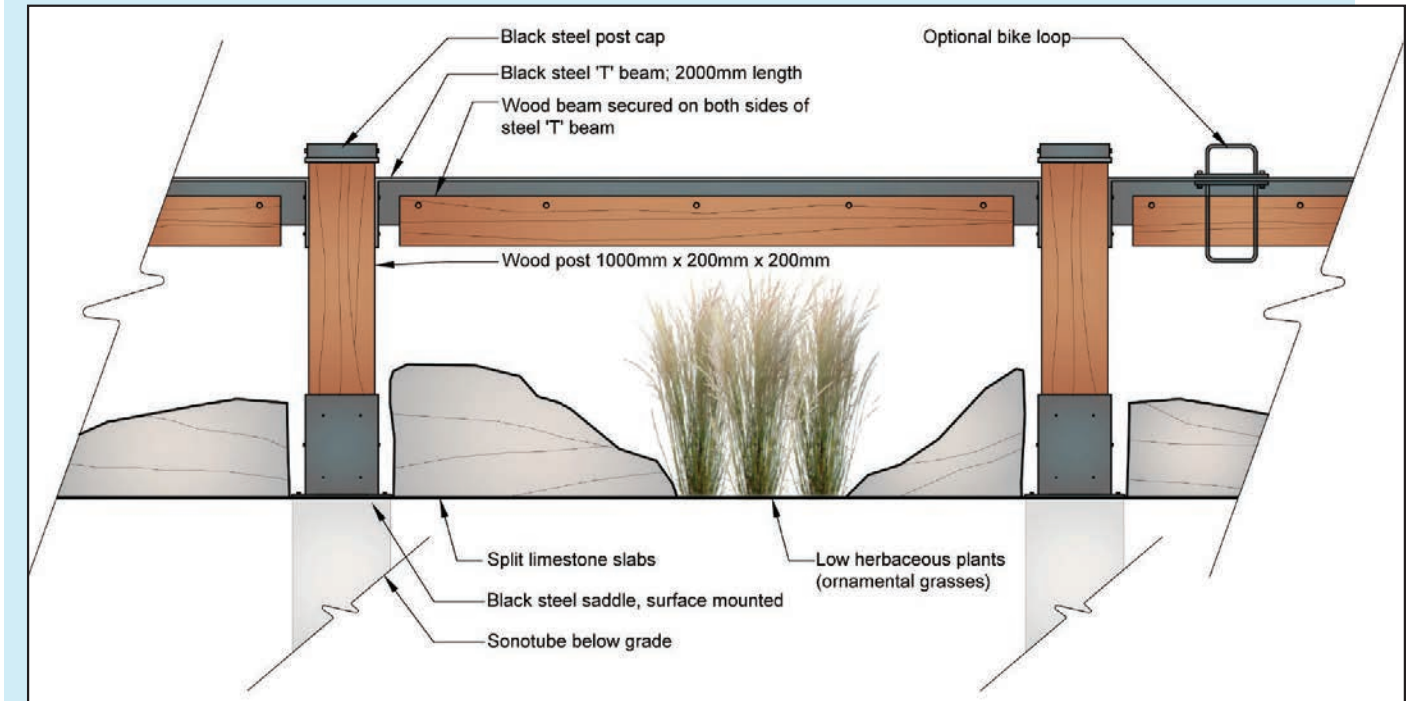 Black steel post cap
Optional bike loop
Black steel 'T' beam; 2000mm length
Wood beam secured on both sides of
steel 'T' beam
Wood post 1000mm x 200mm x 200mm
Split limestone slabs
Low herbaceous plants
(ornamental grasses)
Black steel saddle, surface mounted
Sonotube below grade